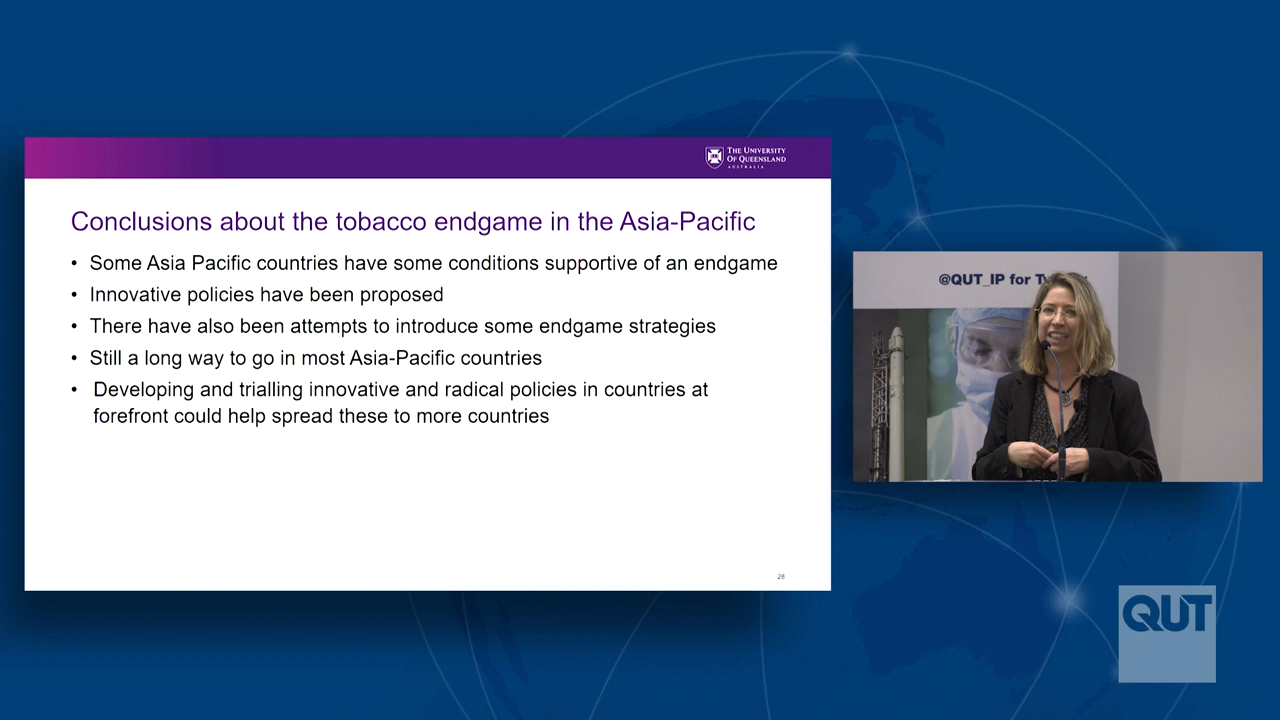 THE UNIVERSITY
OF QUEENSLAND
AUSTRALIA
Conclusions about the tobacco endgame in the Asia-Pacific
• Some Asia Pacific countries have some conditions supportive of an endgame
• Innovative policies have been proposed
• There have also been attempts to introduce some endgame strategies
• Still a long way to go in most Asia-Pacific countries
• Developing and trialling innovative and radical policies in countries at
forefront could help spread these to more countries
28
@QUT_IP for
QUT